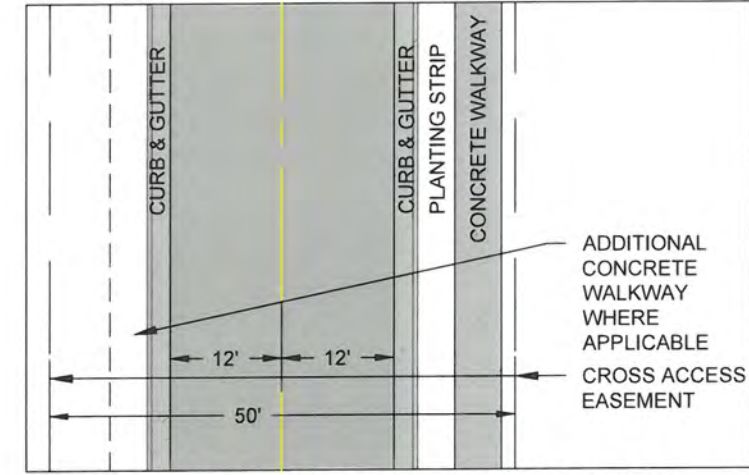 CURB & GUTTER
CURB & GUTTER
PLANTING STRIP
CONCRETE WALKWAY
ADDITIONAL
CONCRETE
WALKWAY
WHERE
APPLICABLE
12' 12'
CROSS ACCESS
EASEMENT
50'